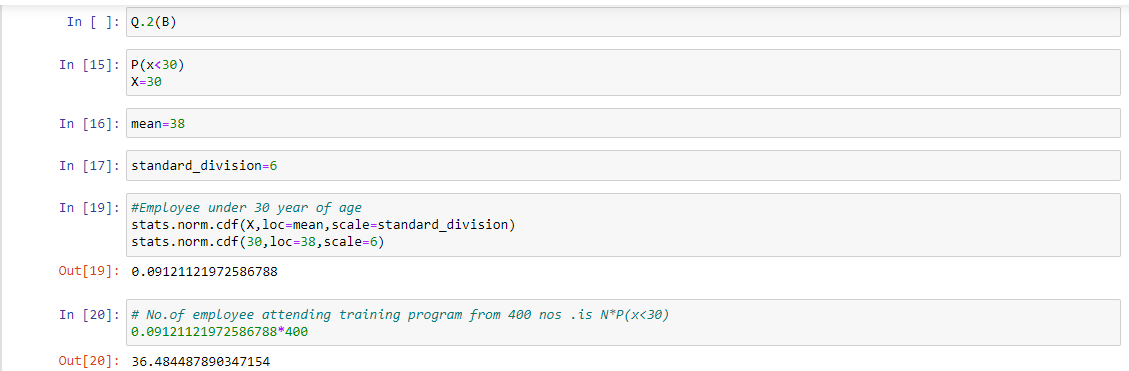 In [ ]: Q.2(B)
In [15]: P(x<30)
X=30
In [16]: mean=38
In [17]: standard_division=6
In [19]: #Employee under 30 year of age
stats.norm.cdf(X,loc=mean,scale=standard_division)
stats.norm.cdf(30,loc=38,scale=6)
Out[19]: 0.09121121972586788
In [20]: # No.of employee attending training program from 400 nos .is N*P(x<30)
0.09121121972586788*400
Out[20]: 36.484487890347154